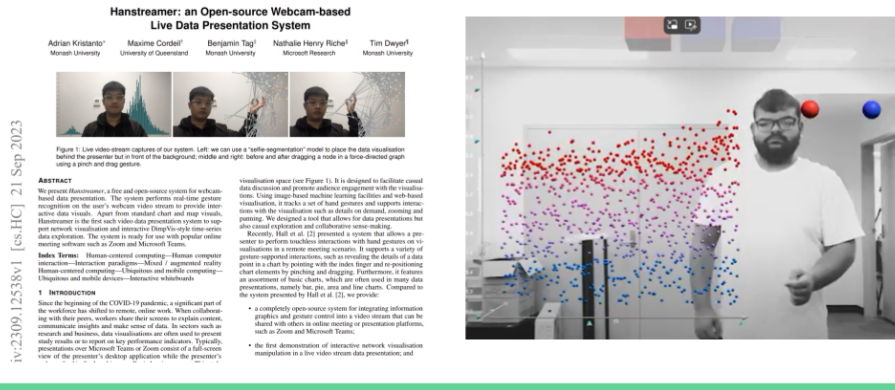 Hanstreamer: an Open-source Webcam-based
Live Data Presentation System
Adrian Kristanto* Maxime Cordeil† Benjamin Tag‡ Nathalie Henry Riche§ Tim Dwyer¶
Monash University University of Queensland Monash University Microsoft Research Monash University
Figure 1: Live video-stream captures of our system. Left: we can use a "selfie-segmentation" model to place the data visualisation
behind the presenter but in front of the background; middle and right: before and after dragging a node in a force-directed graph
using a pinch and drag gesture.
iv:2309.12538v1 [cs.HC] 21 Sep 2023
ABSTRACT
We present Hanstreamer, a free and open-source system for webcam-
based data presentation. The system performs real-time gesture
recognition on the user's webcam video stream to provide inter-
active data visuals. Apart from standard chart and map visuals,
Hanstreamer is the first such video data-presentation system to sup-
port network visualisation and interactive DimpVis-style time-series
data exploration. The system is ready for use with popular online
meeting software such as Zoom and Microsoft Teams.
Index Terms: Human-centered computing—Human computer
interaction—Interaction paradigms—Mixed / augmented reality
Human-centered computing—Ubiquitous and mobile computing—
Ubiquitous and mobile devices—Interactive whiteboards
1 INTRODUCTION
Since the beginning of the COVID-19 pandemic, a significant part of
the workforce has shifted to remote, online work. When collaborat-
ing with their peers, workers share their screens to explain content,
communicate insights and make sense of data. In sectors such as
research and business, data visualisations are often used to present
study results or to report on key performance indicators. Typically,
presentations over Microsoft Teams or Zoom consist of a full-screen
view of the presenter's desktop application while the presenter's
visualisation space (see Figure 1). It is designed to facilitate casual
data discussion and promote audience engagement with the visualisa-
tions. Using image-based machine learning facilities and web-based
visualisation, it tracks a set of hand gestures and supports interac-
tions with the visualisation such as details on demand, zooming and
panning. We designed a tool that allows for data presentations but
also casual exploration and collaborative sense-making.
Recently, Hall et al. [2] presented a system that allows a pre-
senter to perform touchless interactions with hand gestures on vi-
sualisations in a remote meeting scenario. It supports a variety of
gesture-supported interactions, such as revealing the details of a data
point in a chart by pointing with the index finger and re-positioning
chart elements by pinching and dragging. Furthermore, it features
an assortment of basic charts, which are often used in many data
presentations, namely bar, pie, area and line charts. Compared to
the system presented by Hall et al. [2], we provide:
• a completely open-source system for integrating information
graphics and gesture control into a video stream that can be
shared with others in online meeting or presentation platforms,
such as Zoom and Microsoft Teams;
• the first demonstration of interactive network visualisation
manipulation in a live video stream data presentation; and